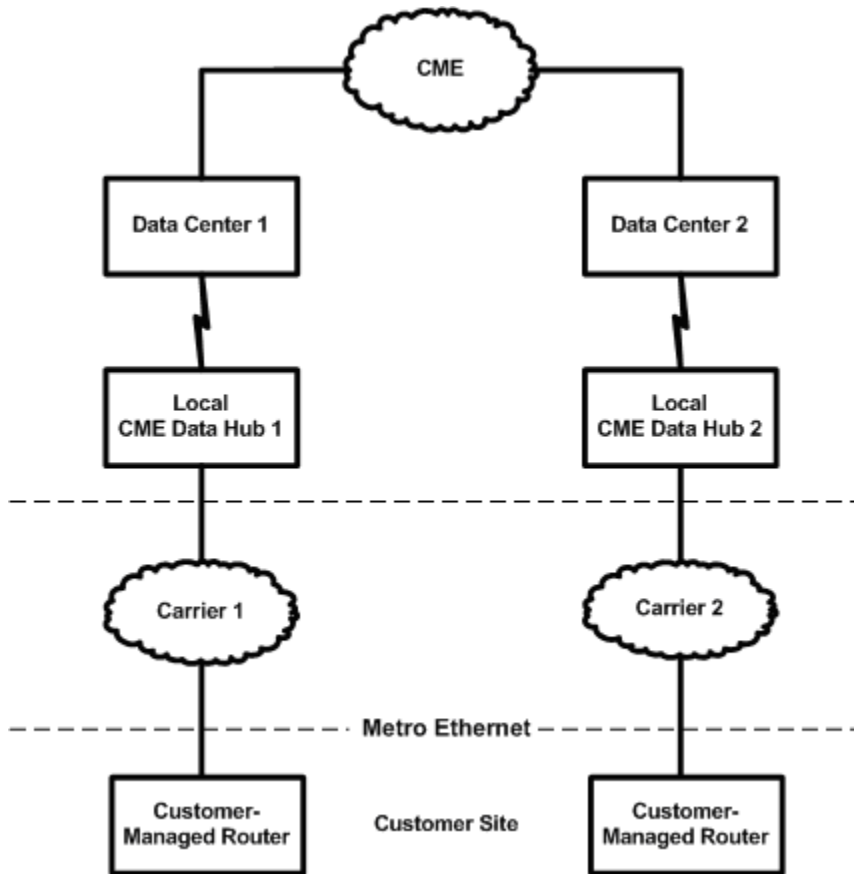 CME
Data Center 1
Data Center 2
Local
CME Data Hub 1
Local
CME Data Hub 2
Carrier 1
Carrier 2
Metro Ethernet
Customer-
Managed Router
Customer Site
Customer-
Managed Router